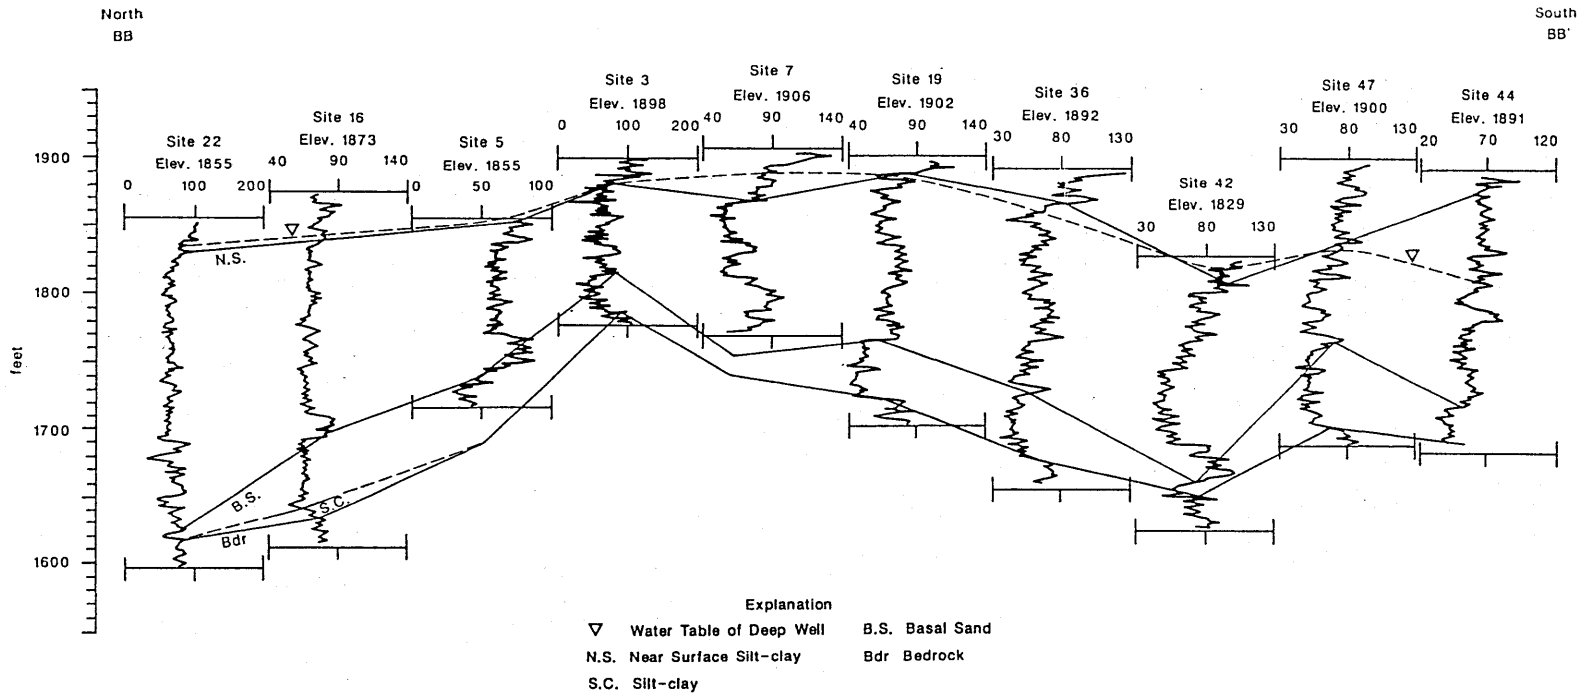 North
BB
South
BB'
Site 22
Elev. 1855
0 100 200
Site 16
Elev. 1873
40 90 140
Site 5
Elev. 1855
0 50 100
Site 3
Elev. 1898
0 100 200
Site 7
Elev. 1906
40 90 140
Site 19
Elev. 1902
40 90 140
Site 36
Elev. 1892
30 80 130
Site 42
Elev. 1829
30 80 130
Site 47
Elev. 1900
30 80 130
Site 44
Elev. 1891
20 70 120
1900
1800
1700
1600
feet
N.S.
B.S.
S.C.
Bdr
Explanation
▽ Water Table of Deep Well B.S. Basal Sand
N.S. Near Surface Silt-clay Bdr Bedrock
S.C. Silt-clay